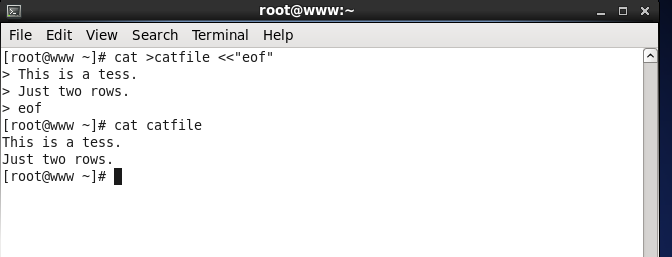 root@www:~
File Edit View Search Terminal Help
[root@www ~]# cat >catfile <<"eof"
> This is a tess.
> Just two rows.
> eof
[root@www ~]# cat catfile
This is a tess.
Just two rows.
[root@www ~]#